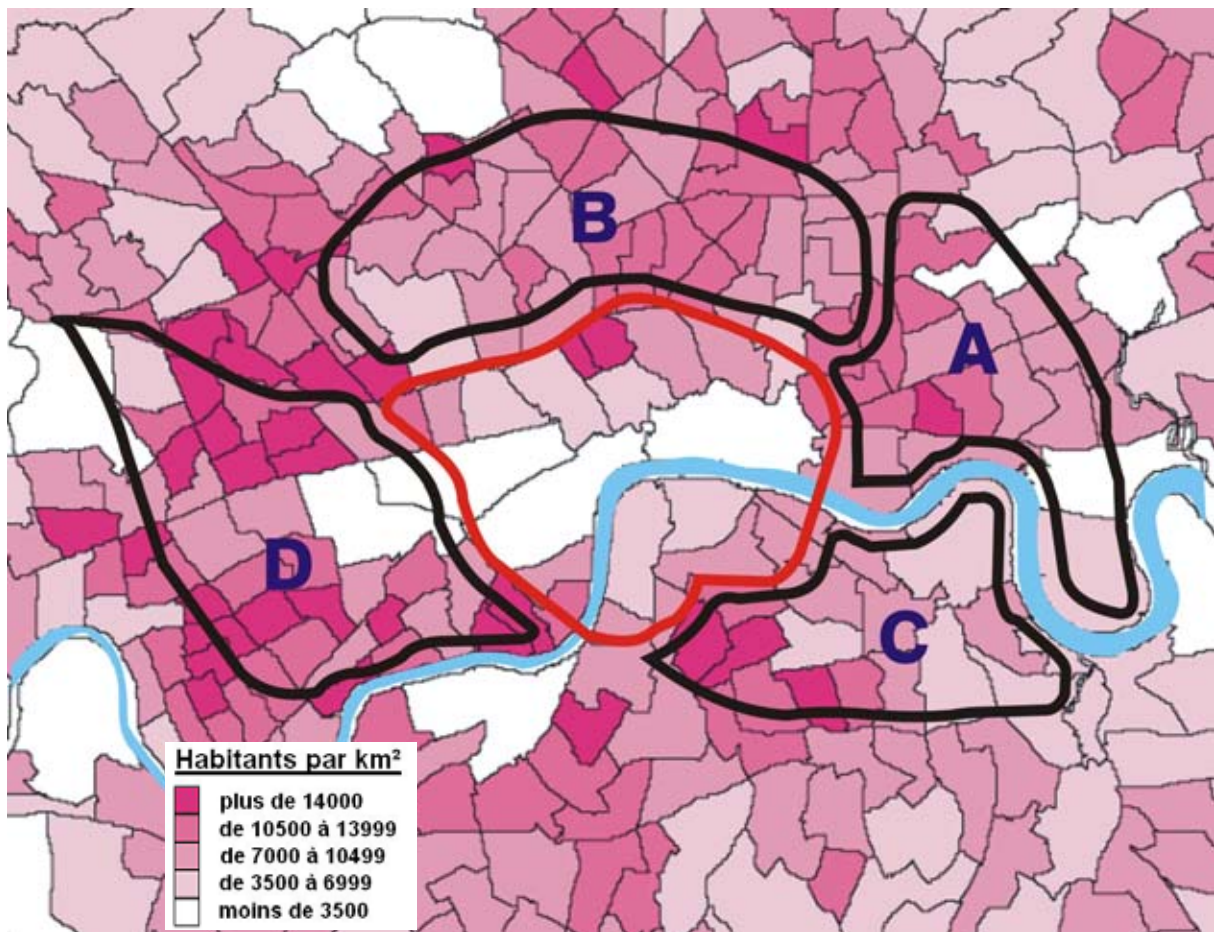 B
A
D
C
Habitants par km²
plus de 14000
de 10500 à 13999
de 7000 à 10499
de 3500 à 6999
moins de 3500